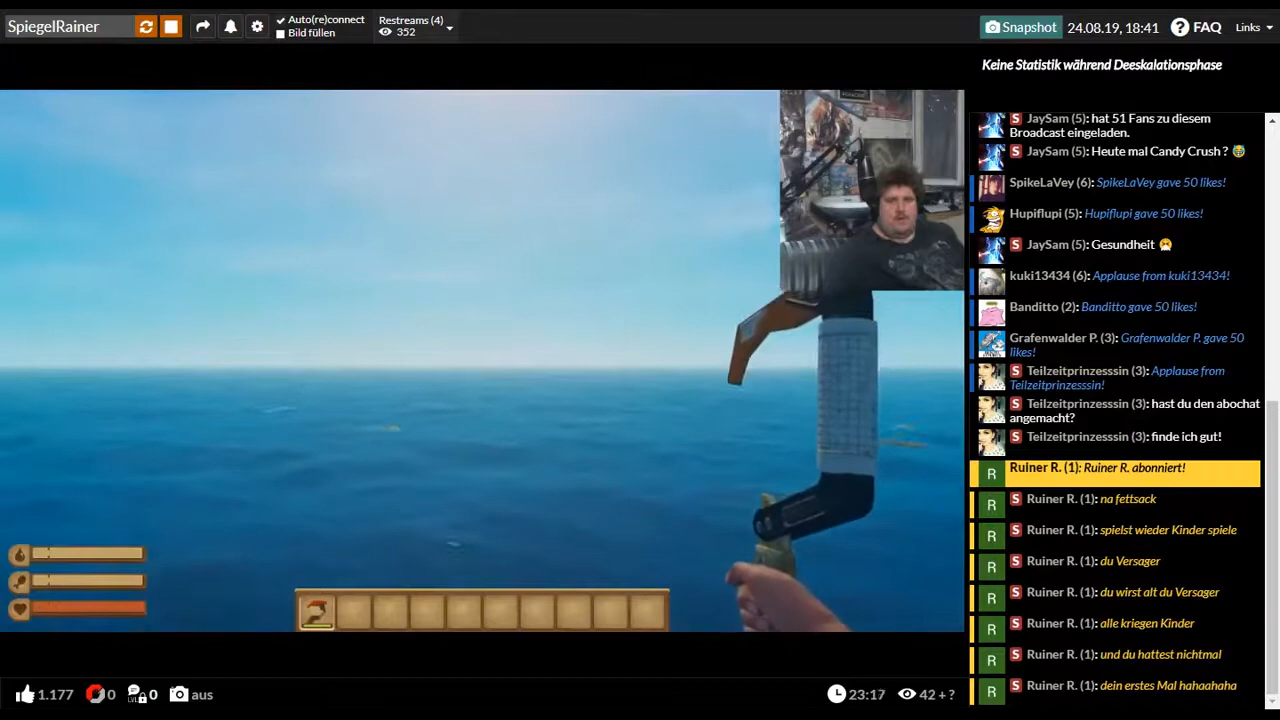 SpiegelRainer
Auto(re)connect
Bild füllen
Restreams (4)
352
Snapshot
24.08.19, 18:41
FAQ
Links
Keine Statistik während Deeskalationsphase
JaySam (5): hat 51 Fans zu diesem
Broadcast eingeladen.
JaySam (5): Heute mal Candy Crush ? 😭
SpikeLaVey (6): SpikeLaVey gave 50 likes!
Hupiflupi (5): Hupiflupi gave 50 likes!
JaySam (5): Gesundheit
kuki13434 (6): Applause from kuki13434!
Banditto (2): Banditto gave 50 likes!
Grafenwalder P. (3): Grafenwalder P. gave 50
likes!
Teilzeitprinzesssin (3): Applause from
Teilzeitprinzesssin!
Teilzeitprinzesssin (3): hast du den abochat
angemacht?
Teilzeitprinzesssin (3): finde ich gut!
R Ruiner R. (1): Ruiner R. abonniert!
R S Ruiner R. (1): na fettsack
R S Ruiner R. (1): spielst wieder Kinder spiele
R S Ruiner R. (1): du Versager
R S Ruiner R. (1): du wirst alt du Versager
R S Ruiner R. (1): alle kriegen Kinder
R S Ruiner R. (1): und du hattest nichtmal
R S Ruiner R. (1): dein erstes Mal hahaahaha
1.177
0
0
aus
23:17
42 + ?